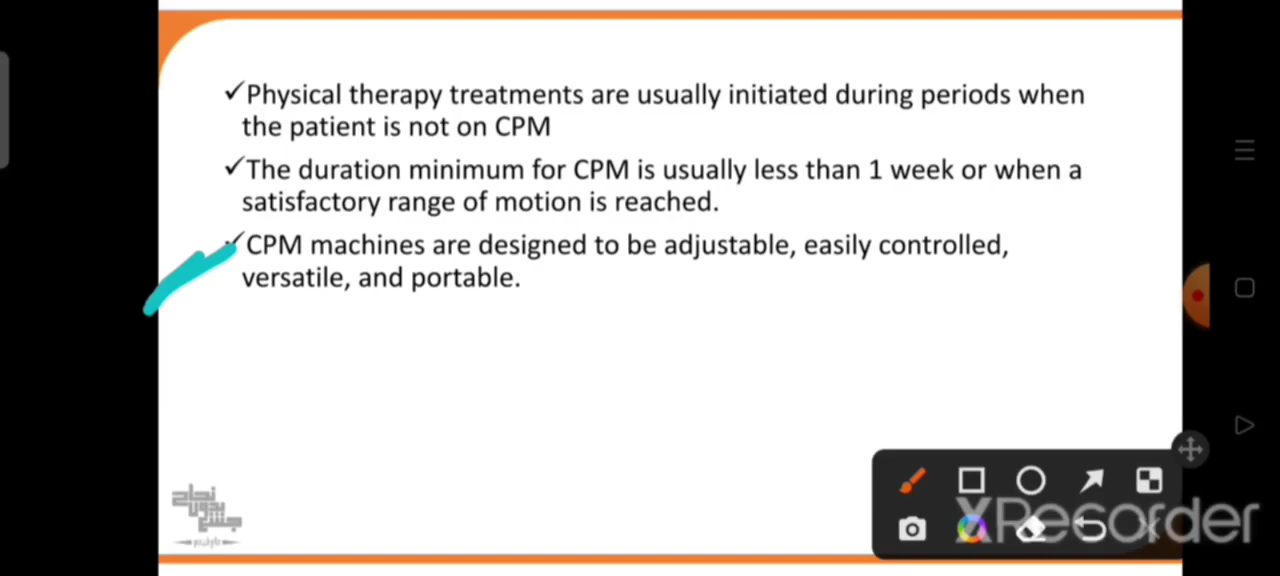 ✓Physical therapy treatments are usually initiated during periods when
the patient is not on CPM
✓The duration minimum for CPM is usually less than 1 week or when a
satisfactory range of motion is reached.
✓CPM machines are designed to be adjustable, easily controlled,
versatile, and portable.
نجاح
بدون
XRecorder